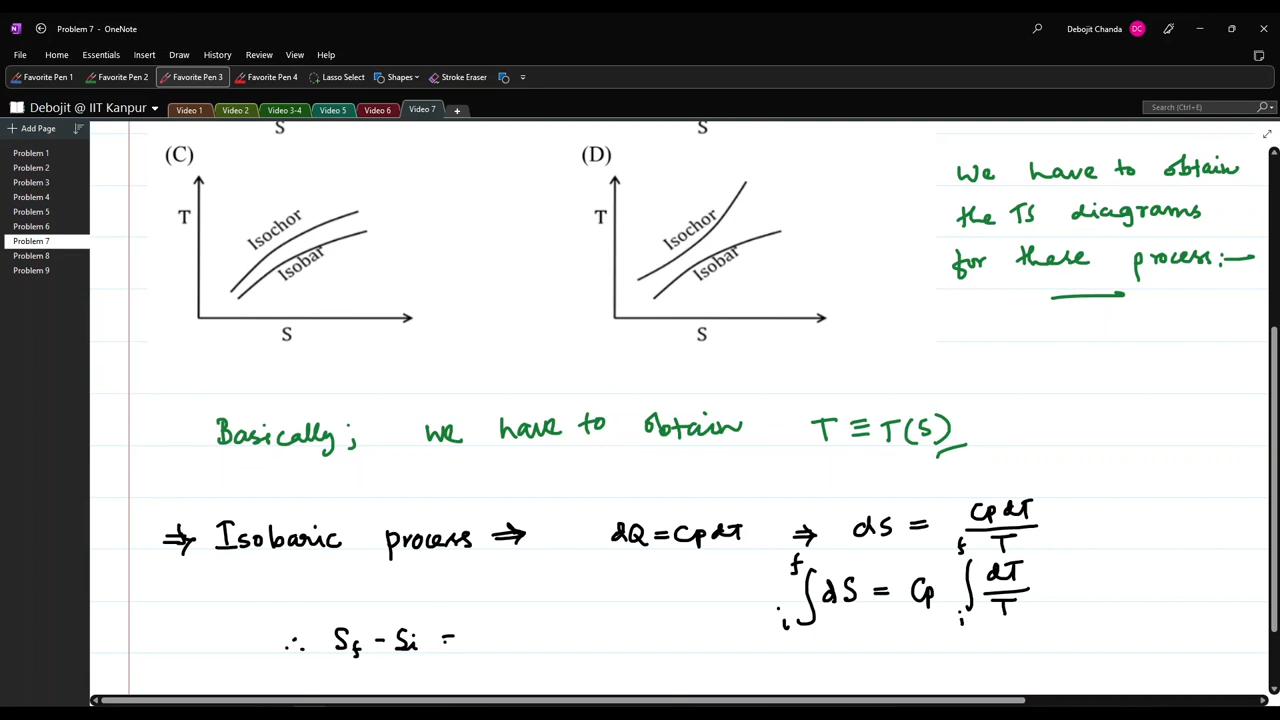 Problem 7 - OneNote
Debojit Chanda DC
File Home Essentials Insert Draw History Review View Help
Favorite Pen 1 Favorite Pen 2 Favorite Pen 3 Favorite Pen 4 Lasso Select Shapes Stroke Eraser
Debojit @ IIT Kanpur Video 1 Video 2 Video 3-4 Video 5 Video 6 Video 7 + Search (Ctrl+E)
+ Add Page
Problem 1
Problem 2
Problem 3
Problem 4
Problem 5
Problem 6
Problem 7
Problem 8
Problem 9
S S
(C) (D)
T Isochor Isobar S
T Isochor Isobar S
We have to obtain
the TS diagrams
for these process:-
Basically; we have to obtain T ≡ T(S)
⇒ Isobaric process ⇒ dQ = CpdT ⇒ dS = CpdT/T
i∫f dS = Cp i∫f dT/T
∴ Sf - Si =